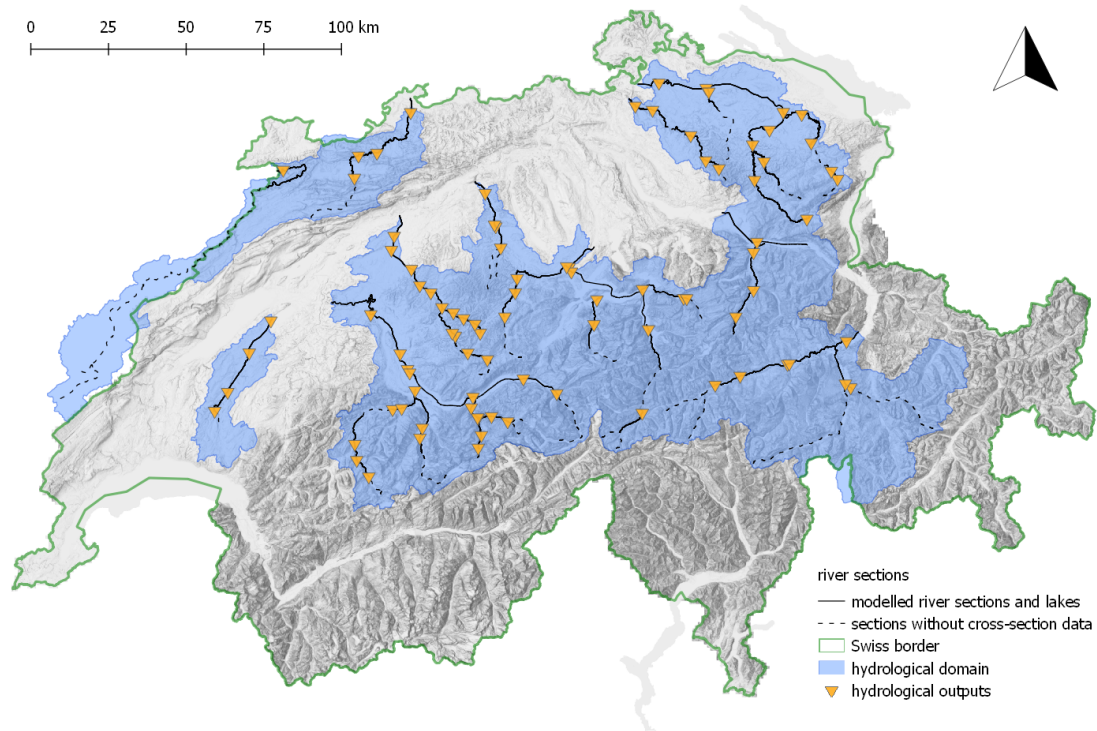 0 25 50 75 100 km
river sections
modelled river sections and lakes
sections without cross-section data
Swiss border
hydrological domain
hydrological outputs